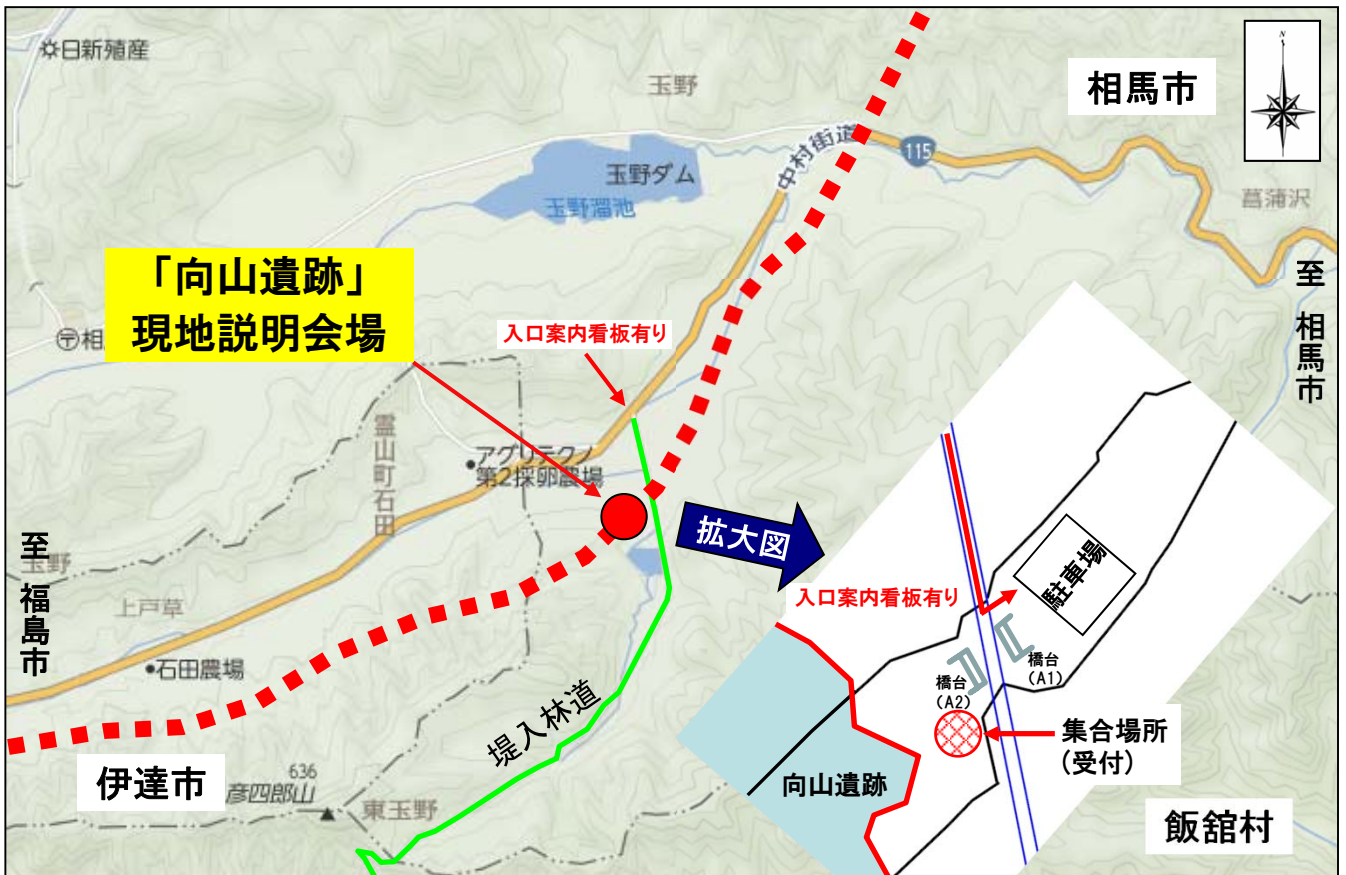 日新殖産
玉野
相馬市
N
115
中村街道
玉野ダム
玉野溜池
菖蒲沢
「向山遺跡」
現地説明会場
至 相馬市
入口案内看板有り
相
霊山町石田
アグリテクノ
第2採卵農場
拡大図
至 福島市
玉野
駐車場
入口案内看板有り
上戸草
石田農場
橋台
(A1)
橋台
(A2)
集合場所
(受付)
堤入林道
伊達市
636
彦四郎山
東玉野
向山遺跡
飯舘村